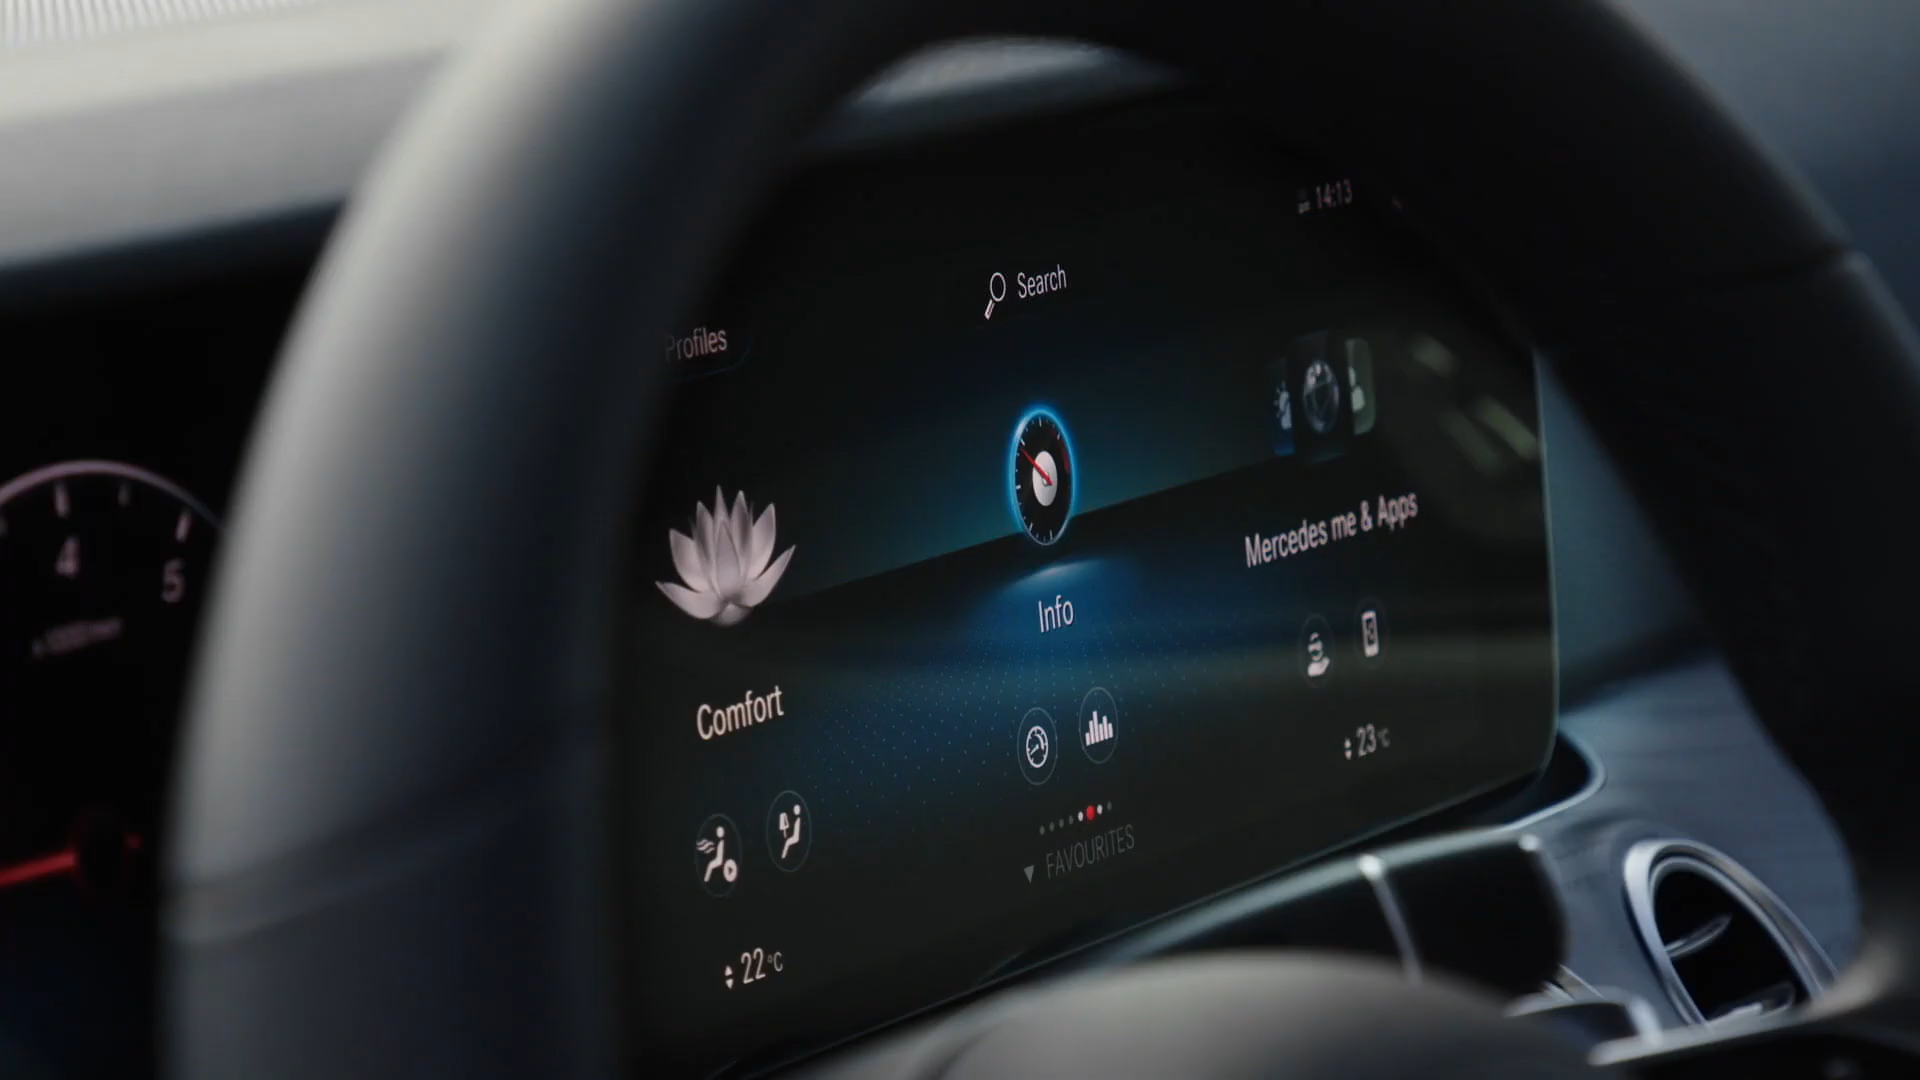 14:13
Search
Profiles
Mercedes me & Apps
Info
Comfort
4
5
23°C
FAVOURITES
22°C